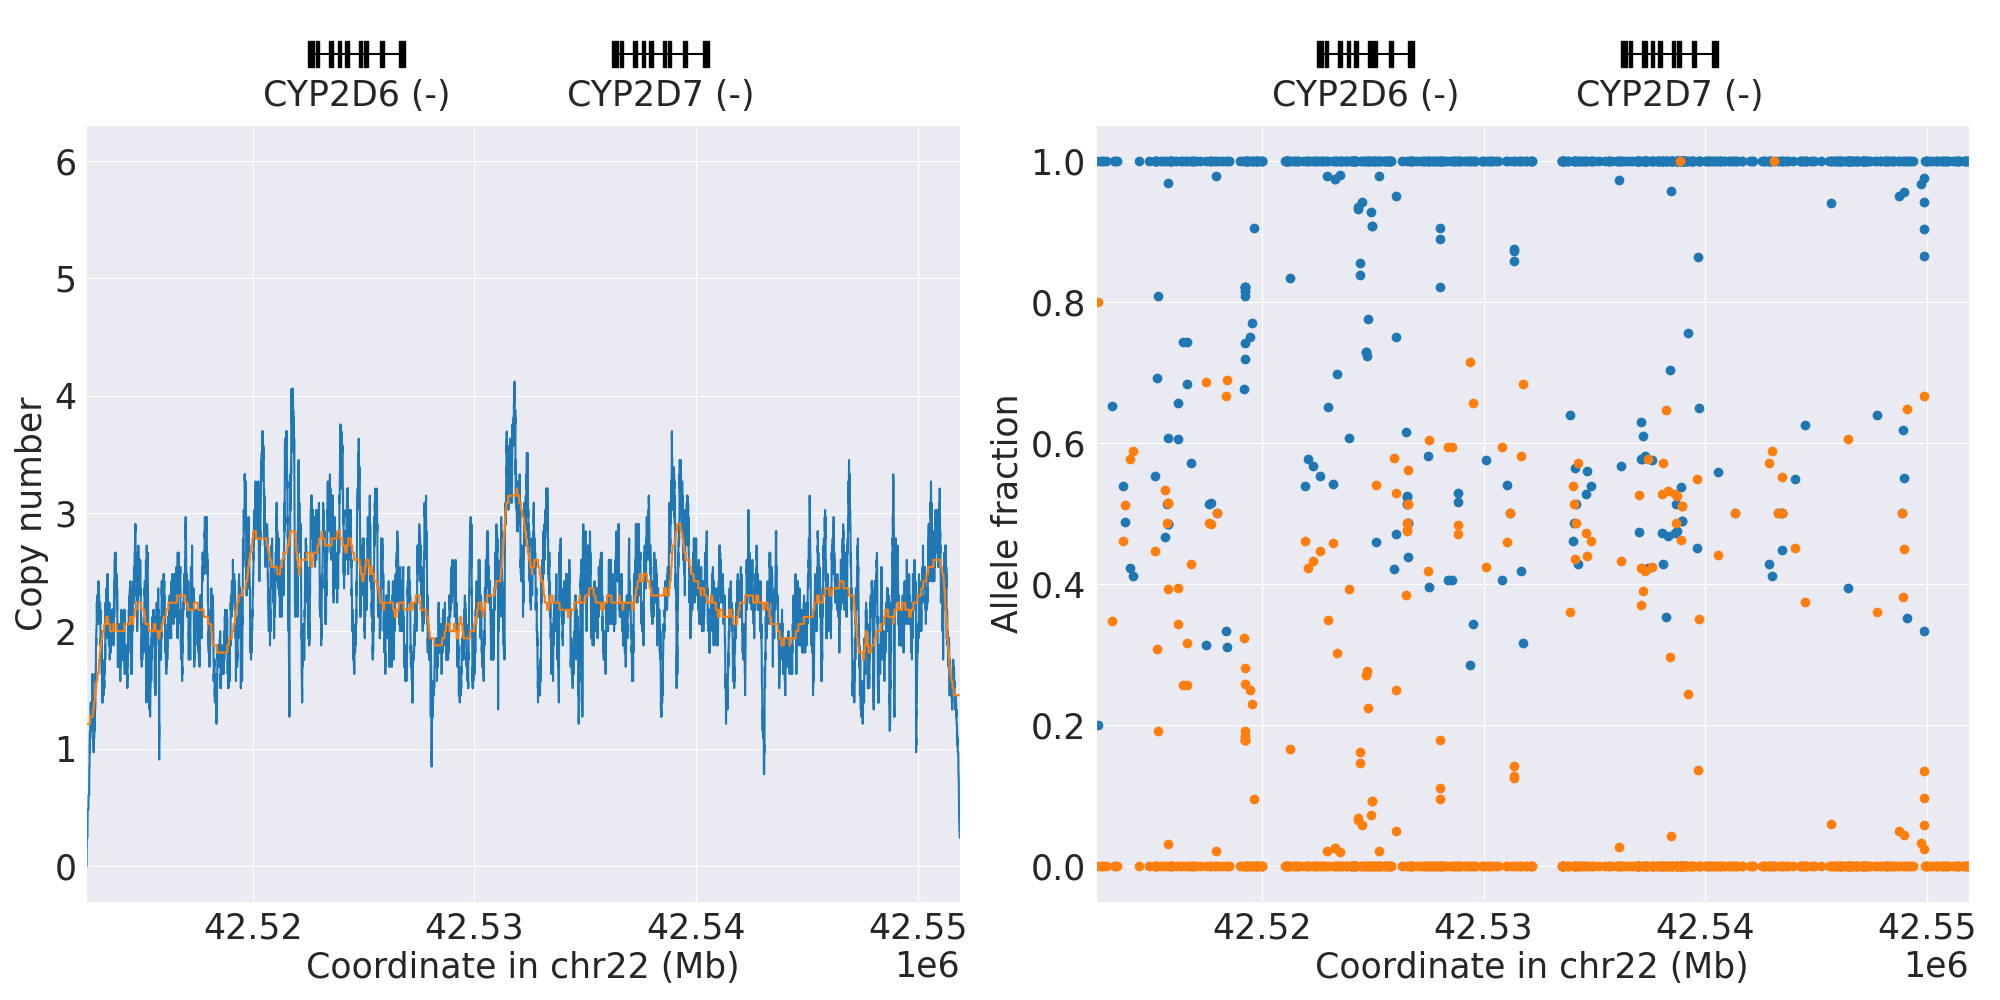 CYP2D6 (-) CYP2D7 (-)
6
5
4
3
2
1
0
Copy number
42.52 42.53 42.54 42.55
Coordinate in chr22 (Mb) 1e6
CYP2D6 (-) CYP2D7 (-)
1.0
0.8
0.6
0.4
0.2
0.0
Allele fraction
42.52 42.53 42.54 42.55
Coordinate in chr22 (Mb) 1e6